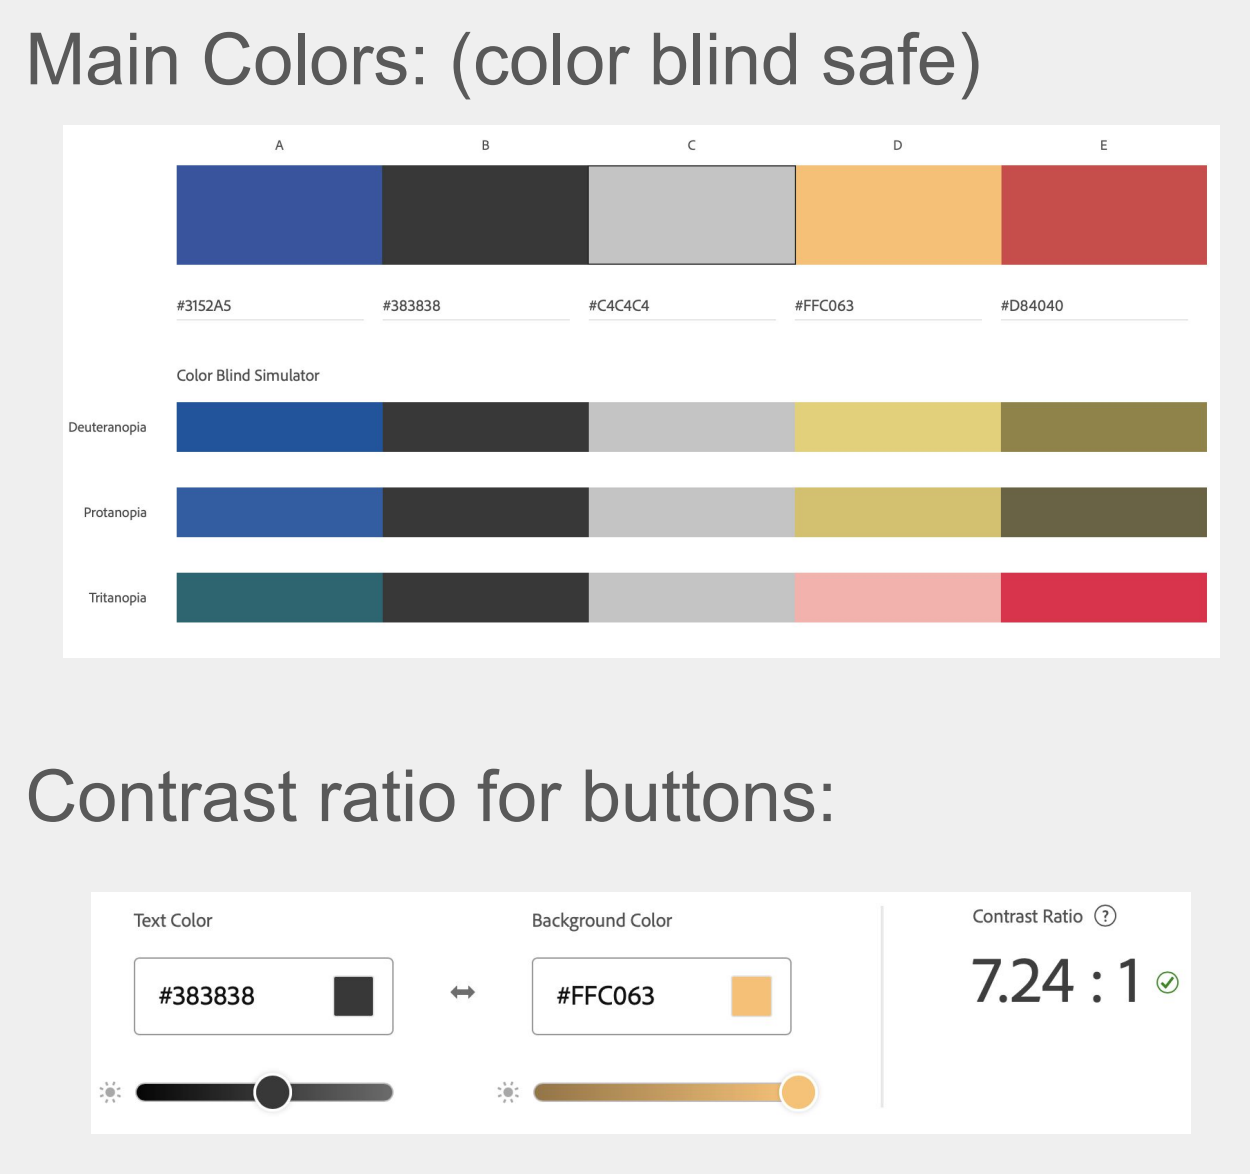 Main Colors: (color blind safe)
A B C D E
#3152A5 #383838 #C4C4C4 #FFC063 #D84040
Color Blind Simulator
Deuteranopia
Protanopia
Tritanopia
Contrast ratio for buttons:
Text Color Background Color Contrast Ratio ?
#383838 #FFC063 7.24 : 1